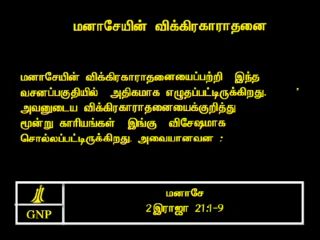 மனாசேயின் விக்கிரகாராதனை
மனாசேயின் விக்கிரகாராதனையைப்பற்றி இந்த
வசனப்பகுதியில் அதிகமாக எழுதப்பட்டிருக்கிறது.
அவனுடைய விக்கிரகாராதனையைக்குறித்து
மூன்று காரியங்கள் இங்கு விசேஷமாக
சொல்லப்பட்டிருக்கிறது. அவையானவன :
மனாசே
2இராஜா 21:1-9
GNP